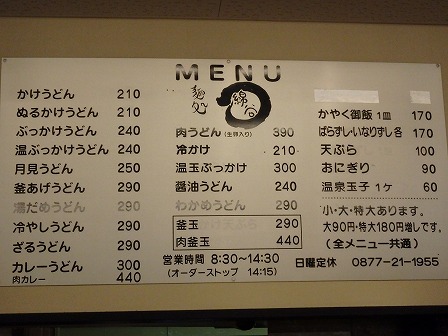 MENU
麺処 綿谷
かけうどん 210
ぬるかけうどん 210
ぶっかけうどん 240
温ぶっかけうどん 240
月見うどん 250
釜あげうどん 290
湯だめうどん 290
冷やしうどん 290
ざるうどん 290
カレーうどん 300
肉カレー 440
肉うどん(生卵入り) 390
冷かけ 210
温玉ぶっかけ 300
醤油うどん 240
わかめうどん 290
釜玉 290
肉釜玉 440
営業時間 8:30~14:30
(オーダーストップ 14:15)
かやく御飯 1皿 170
ばらずし・いなりずし 各 170
天ぷら 100
おにぎり 90
温泉玉子 1ヶ 60
小・大・特大あります。
大90円・特大180円増しです。
(全メニュー共通)
日曜定休 0877-21-1955